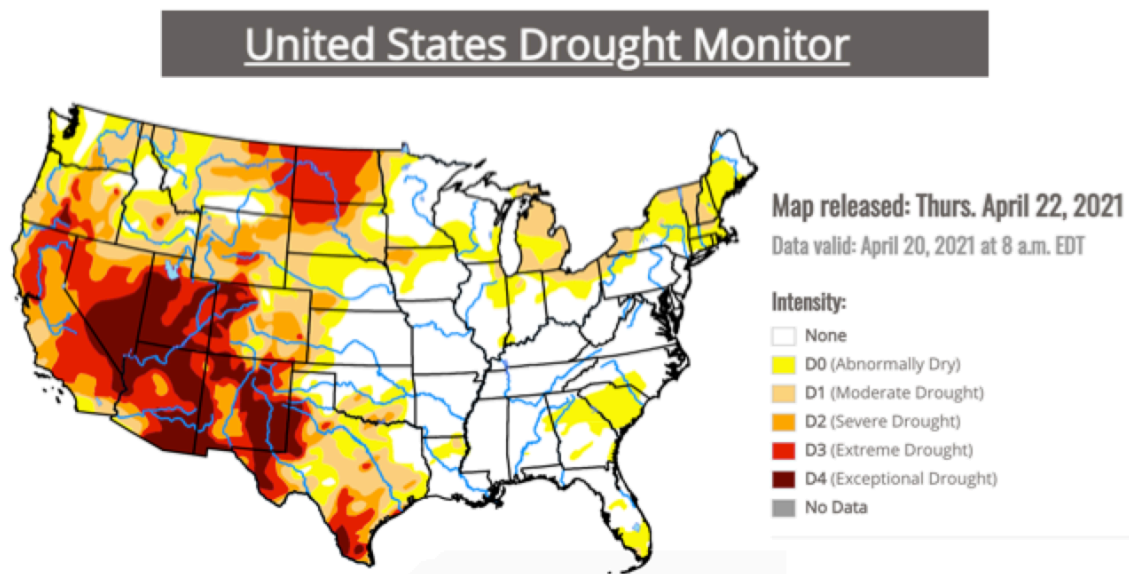 United States Drought Monitor
Map released: Thurs. April 22, 2021
Data valid: April 20, 2021 at 8 a.m. EDT
Intensity:
None
D0 (Abnormally Dry)
D1 (Moderate Drought)
D2 (Severe Drought)
D3 (Extreme Drought)
D4 (Exceptional Drought)
No Data